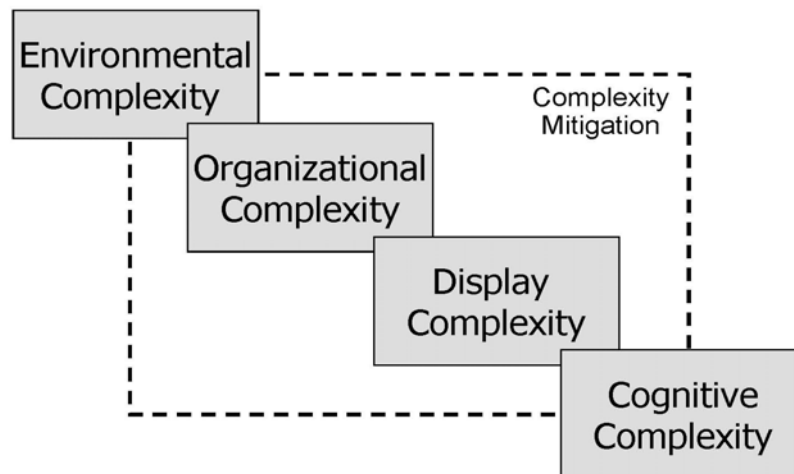 Environmental
Complexity
Complexity
Mitigation
Organizational
Complexity
Display
Complexity
Cognitive
Complexity